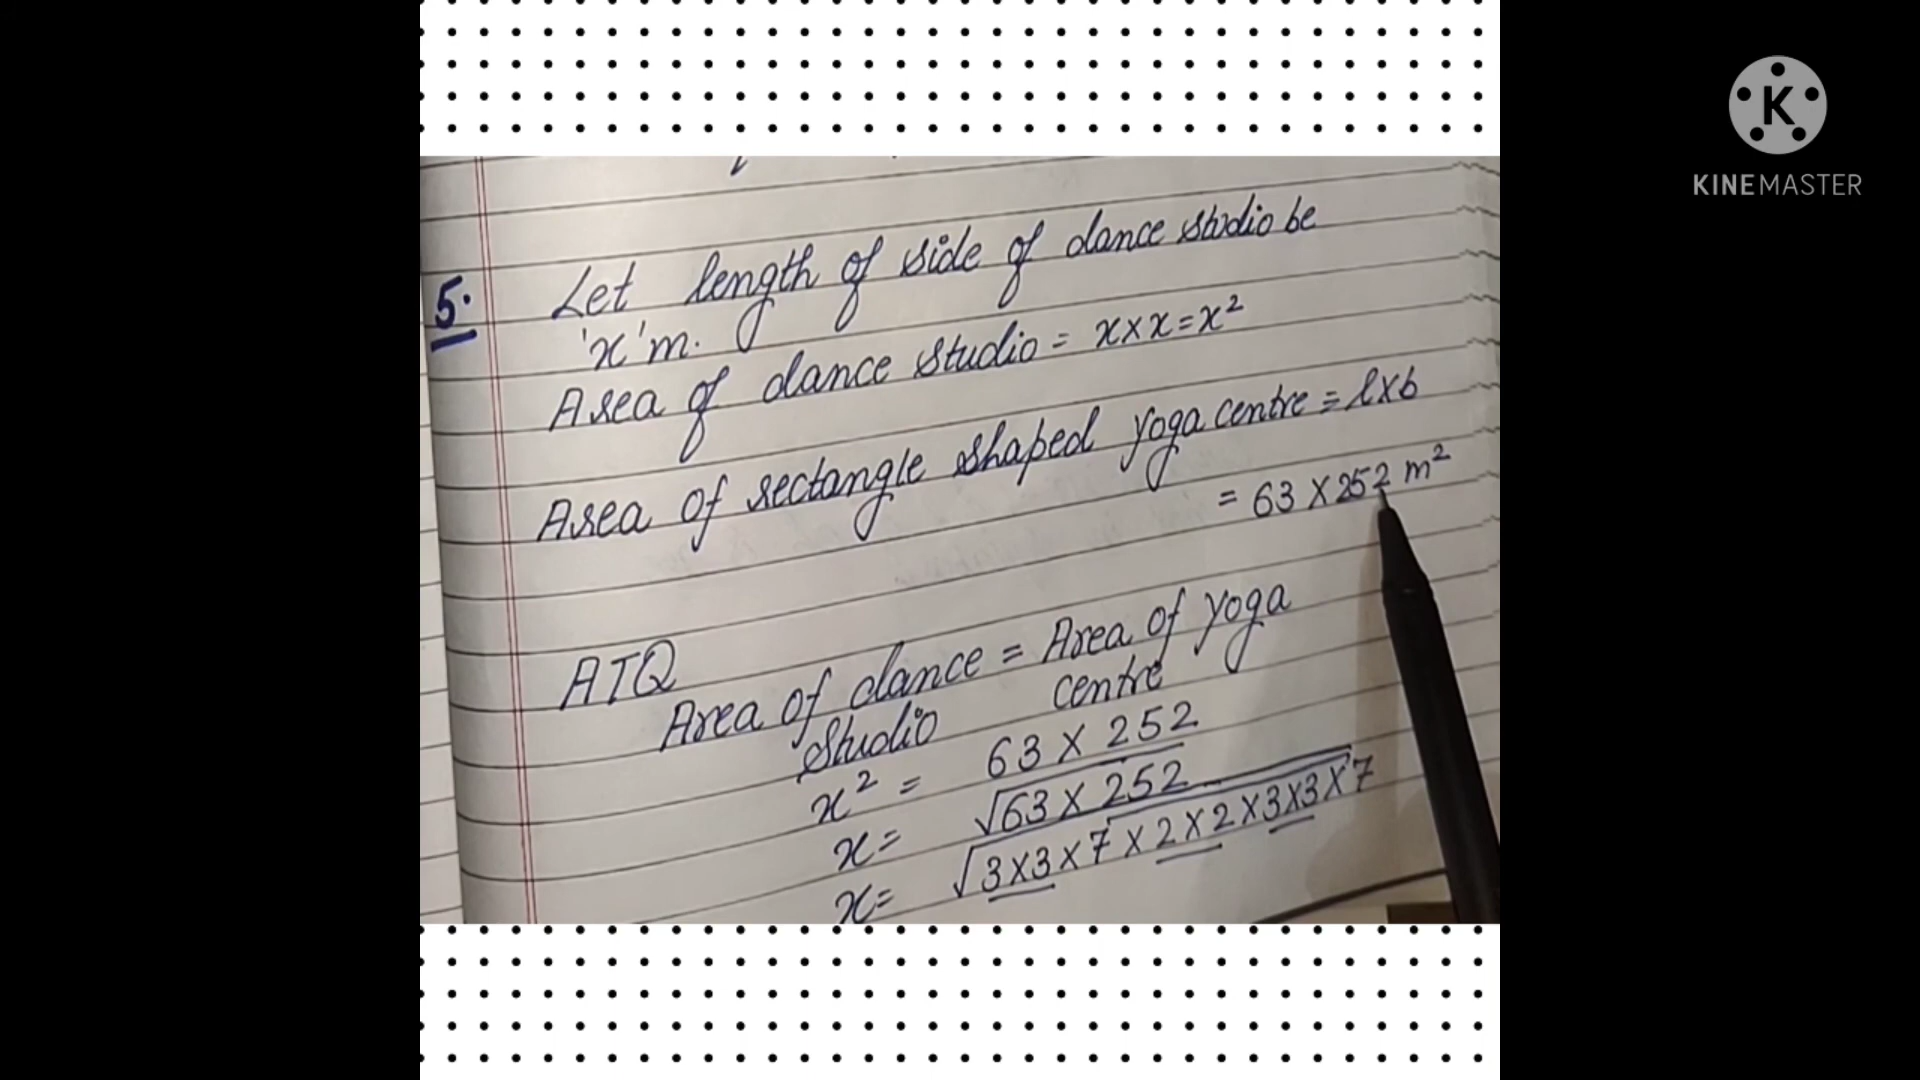 5. Let length of side of dance studio be
'x' m.
Area of dance studio = x×x=x²
Area of rectangle shaped yoga centre = l×b
= 63 × 252 m²
ATQ
Area of dance = Area of yoga
studio centre
x² = 63 × 252
x = √63 × 252
x = √3×3×7×2×2×3×3×7
K
KINEMASTER